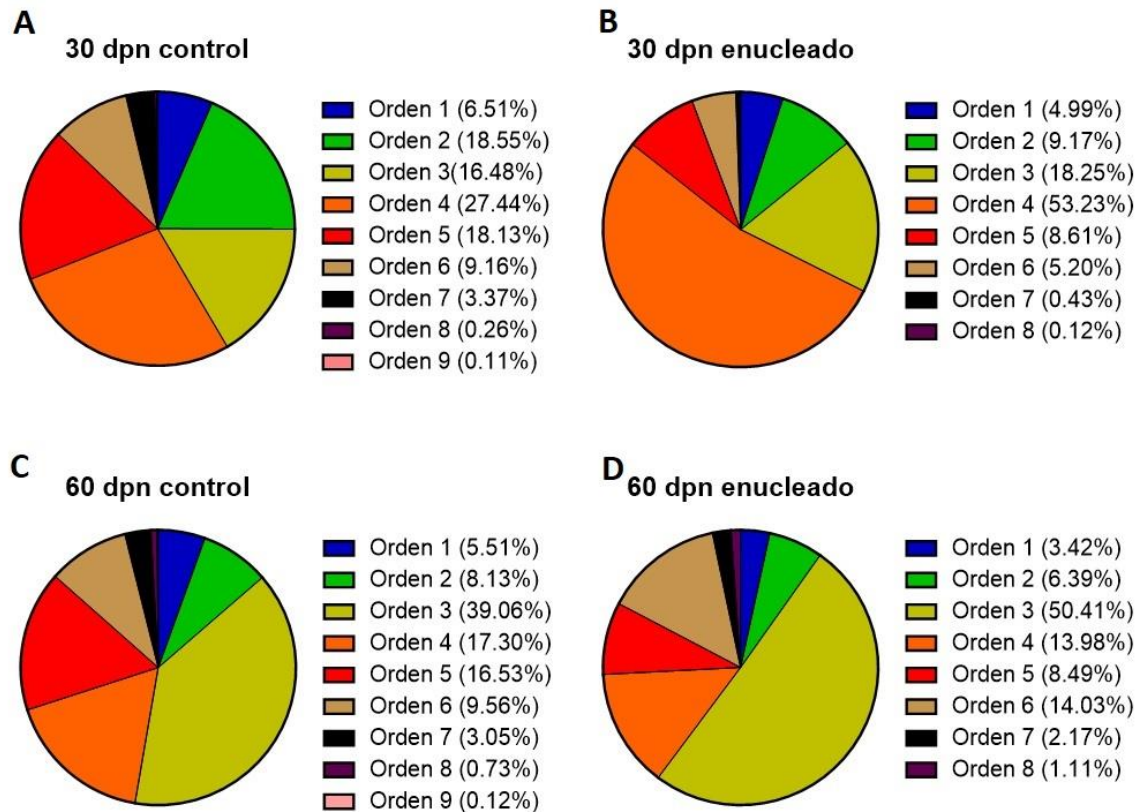 A
30 dpn control
Orden 1 (6.51%)
Orden 2 (18.55%)
Orden 3(16.48%)
Orden 4 (27.44%)
Orden 5 (18.13%)
Orden 6 (9.16%)
Orden 7 (3.37%)
Orden 8 (0.26%)
Orden 9 (0.11%)
B
30 dpn enucleado
Orden 1 (4.99%)
Orden 2 (9.17%)
Orden 3 (18.25%)
Orden 4 (53.23%)
Orden 5 (8.61%)
Orden 6 (5.20%)
Orden 7 (0.43%)
Orden 8 (0.12%)
C
60 dpn control
Orden 1 (5.51%)
Orden 2 (8.13%)
Orden 3 (39.06%)
Orden 4 (17.30%)
Orden 5 (16.53%)
Orden 6 (9.56%)
Orden 7 (3.05%)
Orden 8 (0.73%)
Orden 9 (0.12%)
D
60 dpn enucleado
Orden 1 (3.42%)
Orden 2 (6.39%)
Orden 3 (50.41%)
Orden 4 (13.98%)
Orden 5 (8.49%)
Orden 6 (14.03%)
Orden 7 (2.17%)
Orden 8 (1.11%)